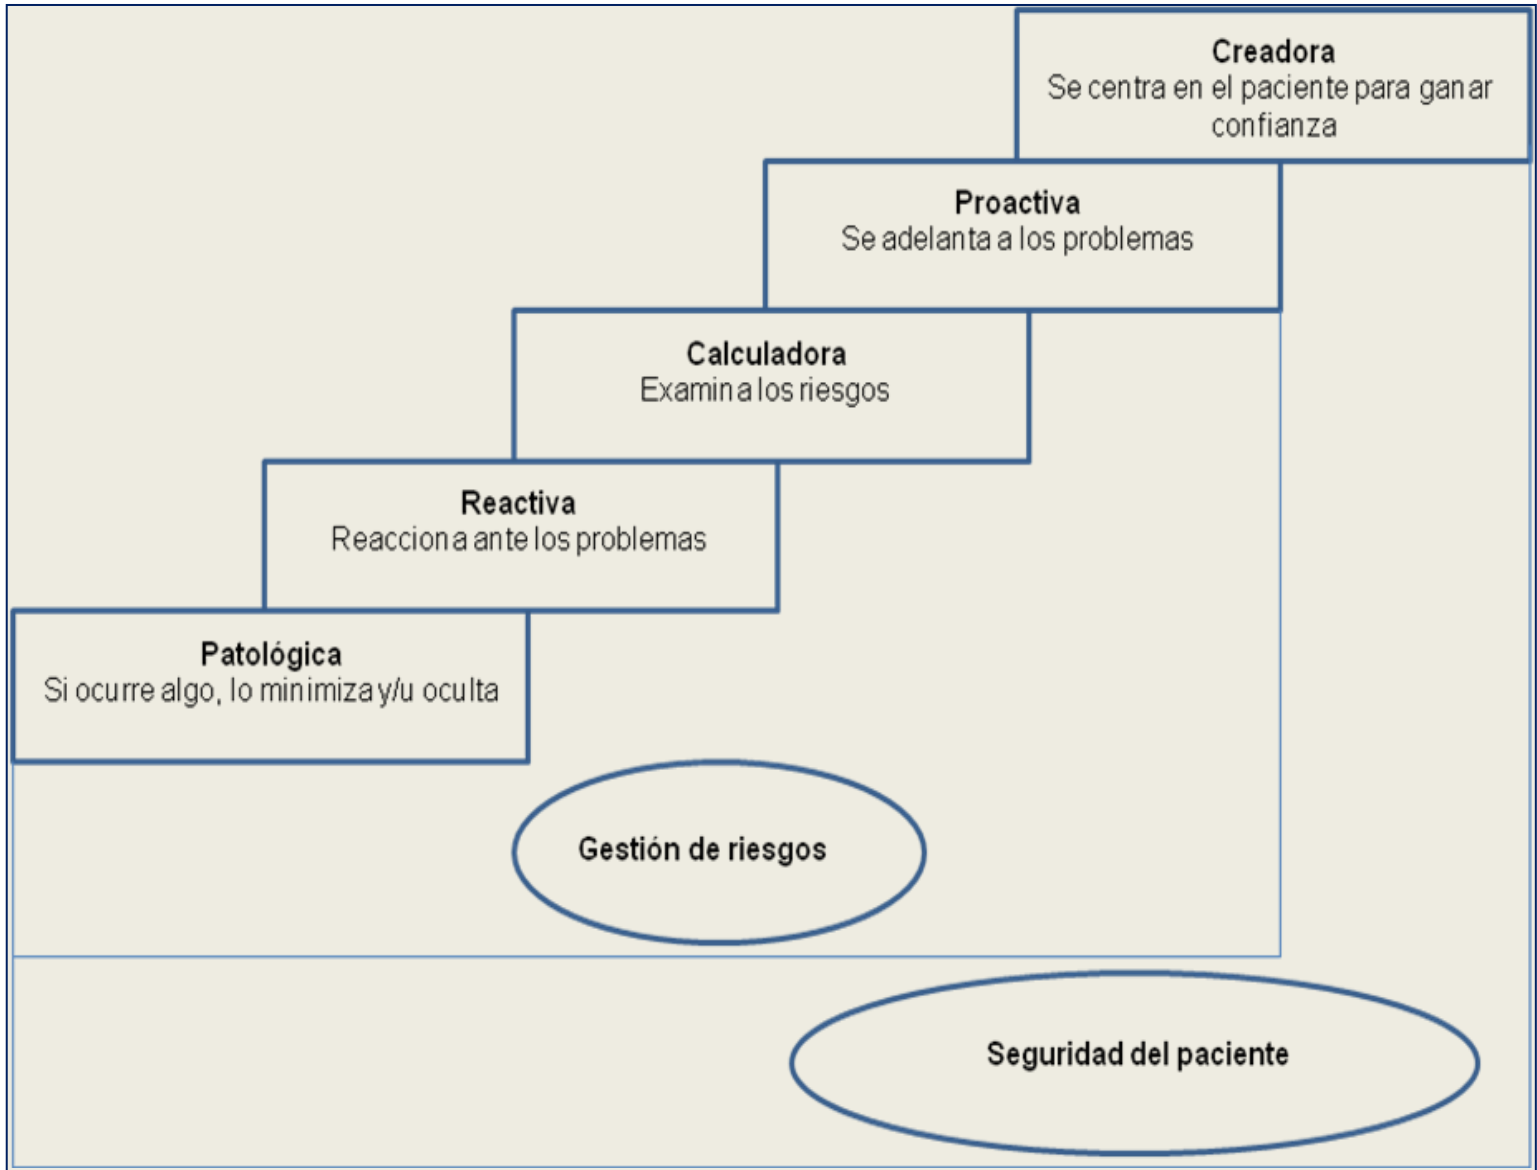 Creadora
Se centra en el paciente para ganar
confianza
Proactiva
Se adelanta a los problemas
Calculadora
Examina los riesgos
Reactiva
Reacciona ante los problemas
Patológica
Si ocurre algo, lo minimiza y/u oculta
Gestión de riesgos
Seguridad del paciente